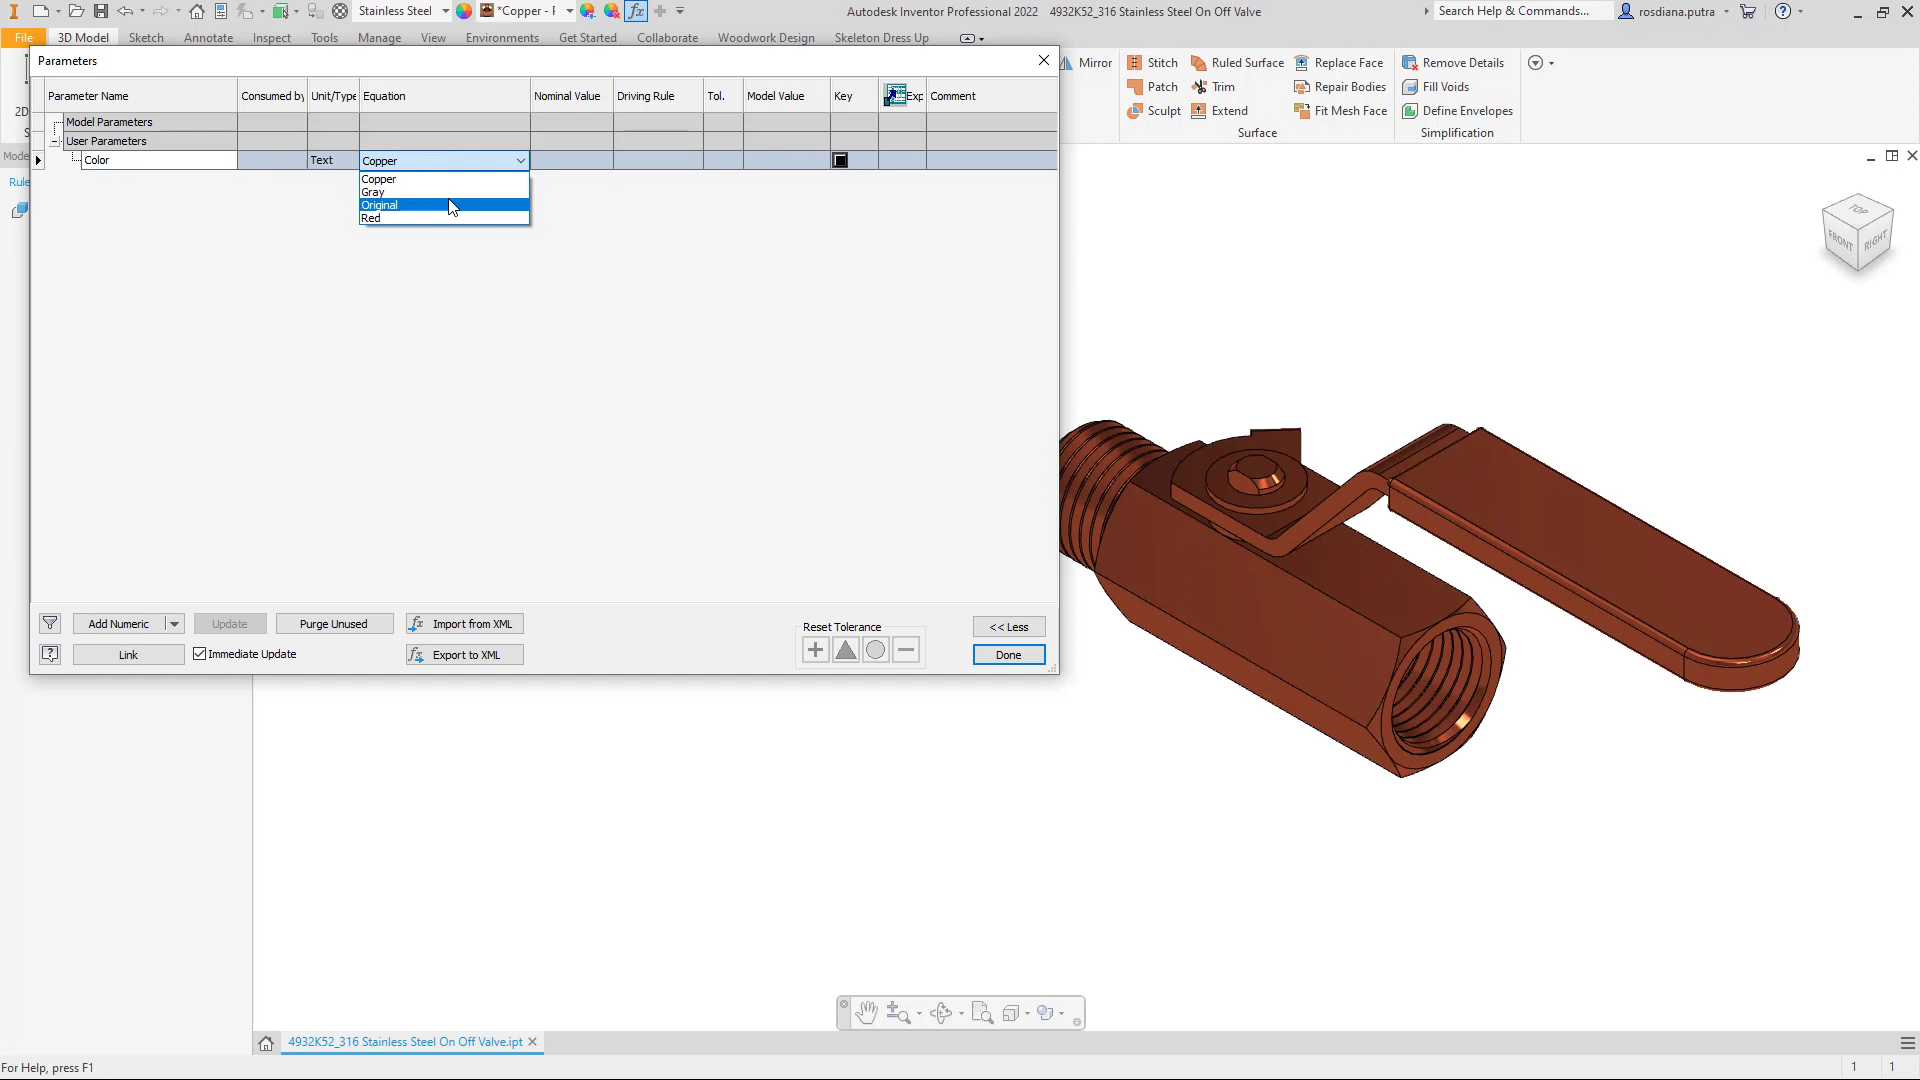 Stainless Steel
*Copper - F
fx
Autodesk Inventor Professional 2022 4932K52_316 Stainless Steel On Off Valve
Search Help & Commands...
rosdiana.putra
File 3D Model Sketch Annotate Inspect Tools Manage View Environments Get Started Collaborate Woodwork Design Skeleton Dress Up
Parameters
Mirror
Stitch Ruled Surface Replace Face Remove Details
Patch Trim Repair Bodies Fill Voids
Sculpt Extend Fit Mesh Face Define Envelopes
Surface Simplification
2D
S
Mode
Rule
Parameter Name Consumed by Unit/Type Equation Nominal Value Driving Rule Tol. Model Value Key Exp Comment
Model Parameters
User Parameters
Color Text Copper
Copper
Gray
Original
Red
TOP
FRONT
RIGHT
Add Numeric Update Purge Unused fx Import from XML
Link Immediate Update fx Export to XML
Reset Tolerance
<< Less
Done
4932K52_316 Stainless Steel On Off Valve.ipt
For Help, press F1
1 1